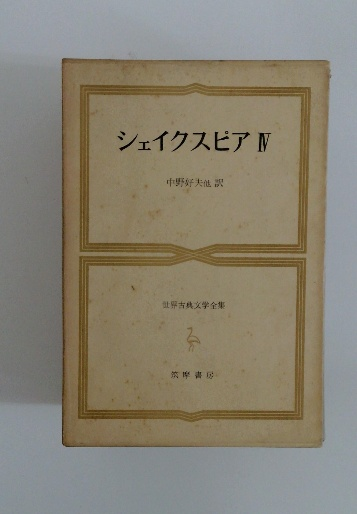 シェイクスピア Ⅳ
中野好夫他 訳
世界古典文学全集
筑摩書房